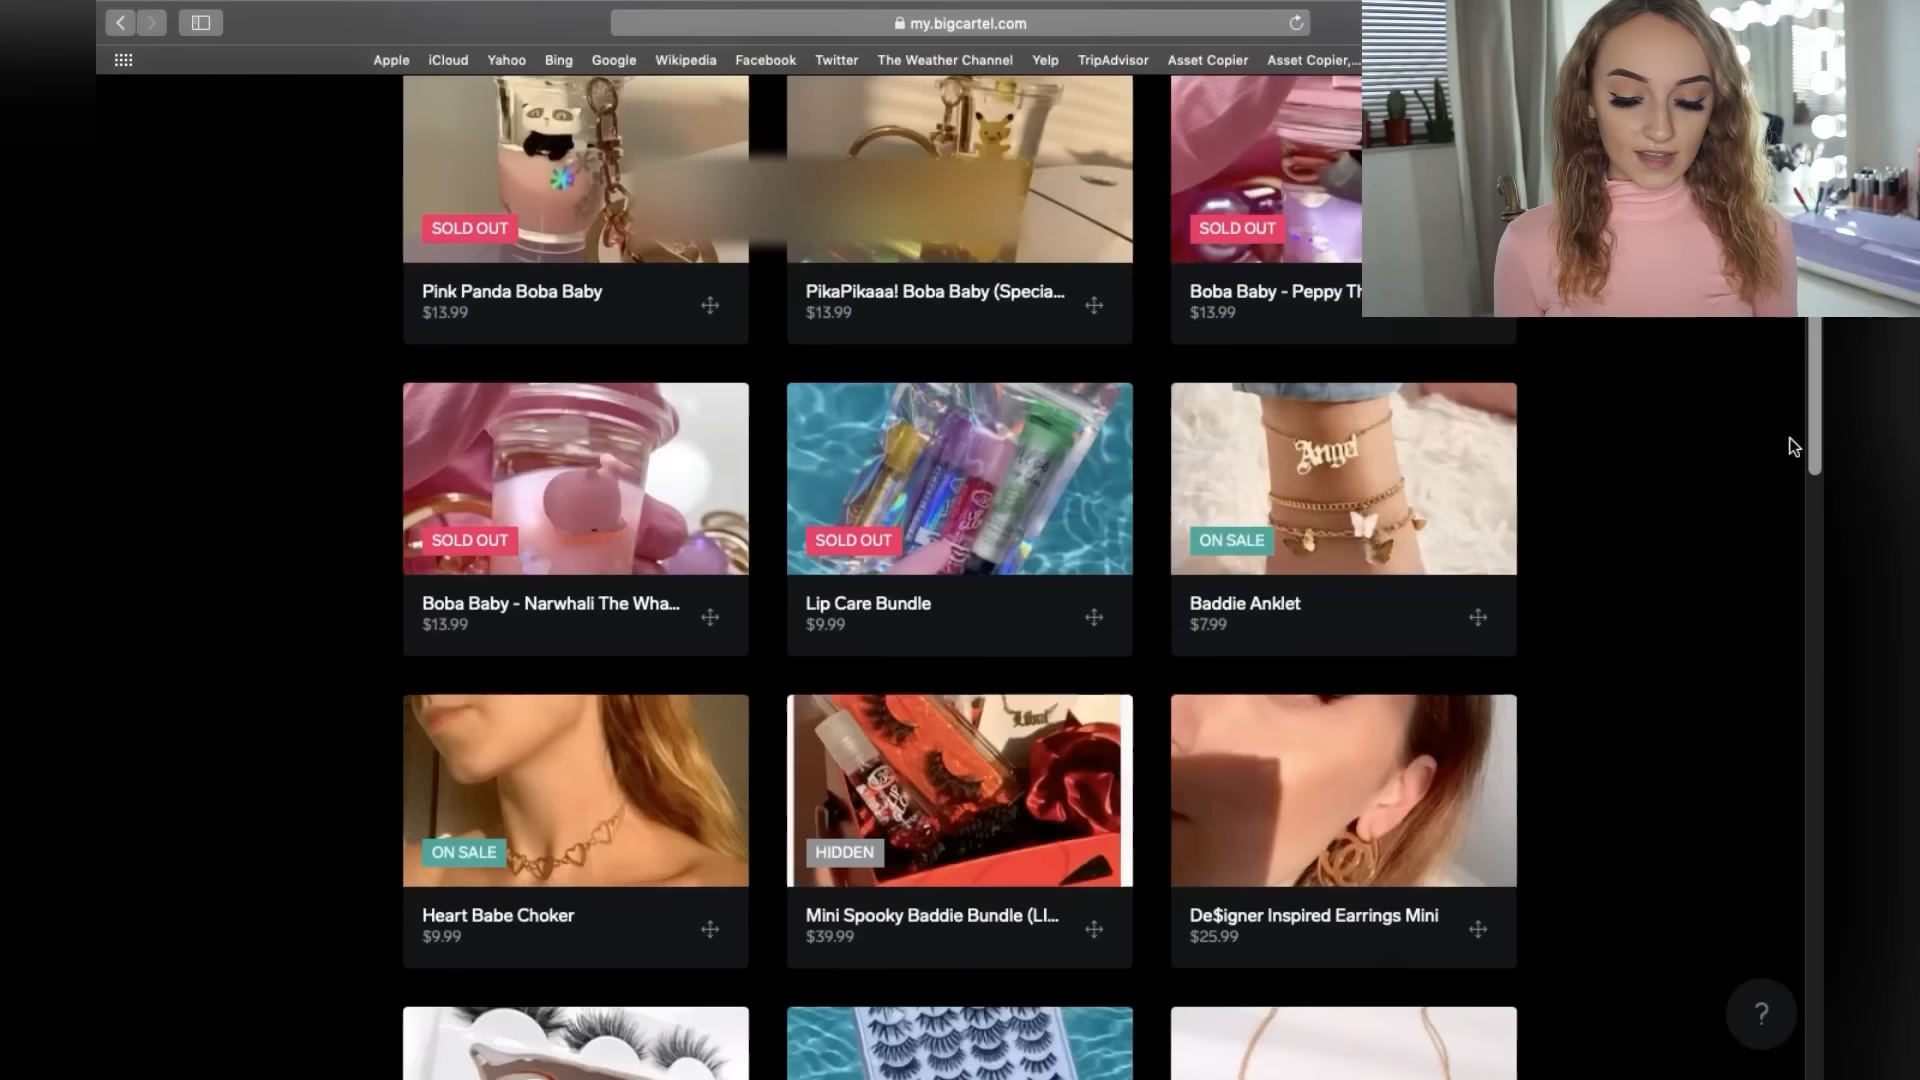 my.bigcartel.com
Apple iCloud Yahoo Bing Google Wikipedia Facebook Twitter The Weather Channel Yelp TripAdvisor Asset Copier Asset Copier,...
SOLD OUT
SOLD OUT
Pink Panda Boba Baby
$13.99
PikaPikaaa! Boba Baby (Specia...
$13.99
Boba Baby - Peppy Th
$13.99
SOLD OUT
SOLD OUT
Angel
ON SALE
Boba Baby - Narwhali The Wha...
$13.99
Lip Care Bundle
$9.99
Baddie Anklet
$7.99
ON SALE
HIDDEN
Heart Babe Choker
$9.99
Mini Spooky Baddie Bundle (LI...
$39.99
De$igner Inspired Earrings Mini
$25.99
?